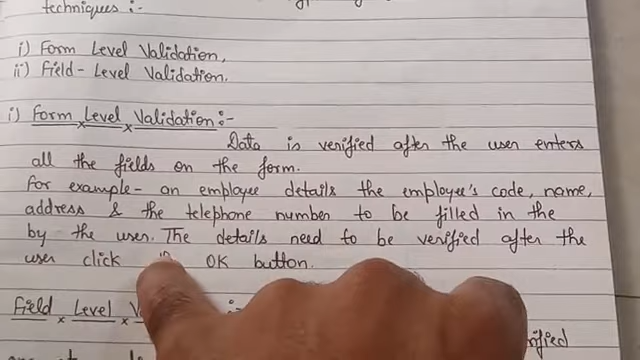 techniques :-
i) Form Level Validation,
ii) Field - Level Validation.
i) Form Level Validation :-
Data is verified after the user enters
all the fields on the form.
For example - an employee details the employee's code, name,
address & the telephone number to be filled in the
by the user. The details need to be verified after the
user click OK button.
Field Level :-